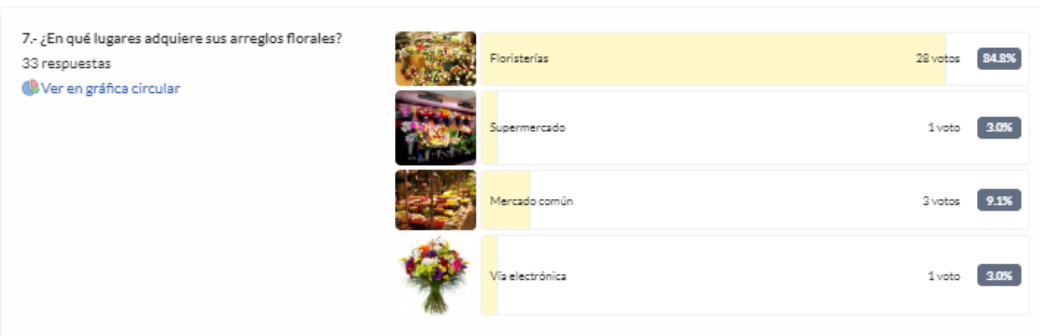 7.- ¿En qué lugares adquiere sus arreglos florales?
33 respuestas
Ver en gráfica circular
Floristerías 28 votos 84.8%
Supermercado 1 voto 3.0%
Mercado común 3 votos 9.1%
Vía electrónica 1 voto 3.0%